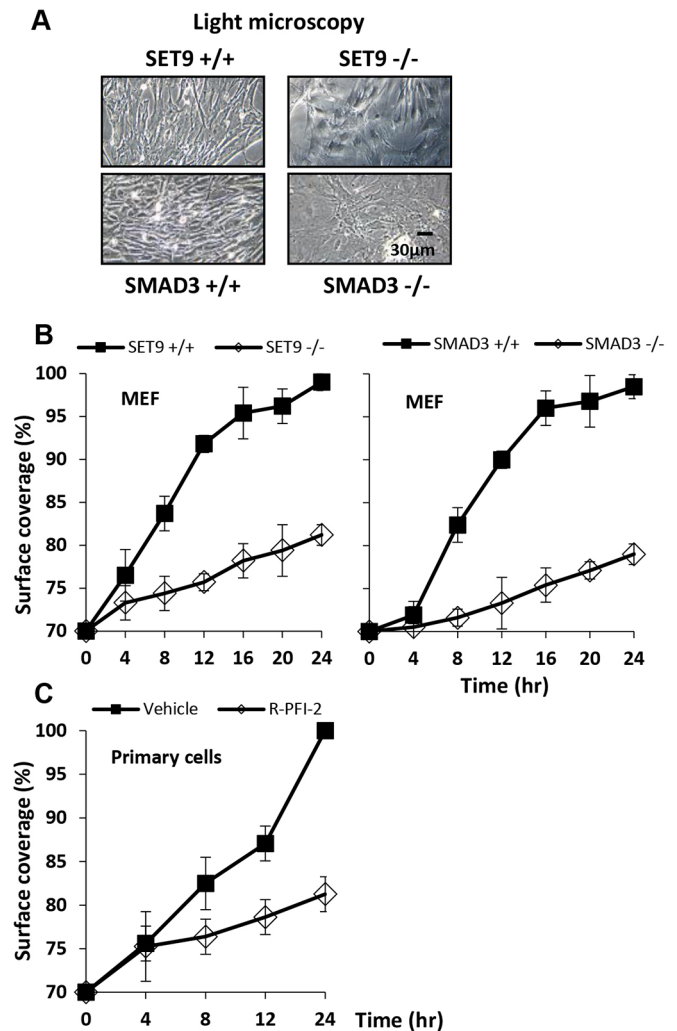 A
Light microscopy
SET9 +/+ SET9 -/-
30µm
SMAD3 +/+ SMAD3 -/-
B
SET9 +/+ SET9 -/-
SMAD3 +/+ SMAD3 -/-
MEF
MEF
Surface coverage (%)
100
95
90
85
80
75
70
0 4 8 12 16 20 24
0 4 8 12 16 20 24
Time (hr)
C
Vehicle R-PFI-2
Primary cells
Surface coverage (%)
100
95
90
85
80
75
70
0 4 8 12 24 Time (hr)